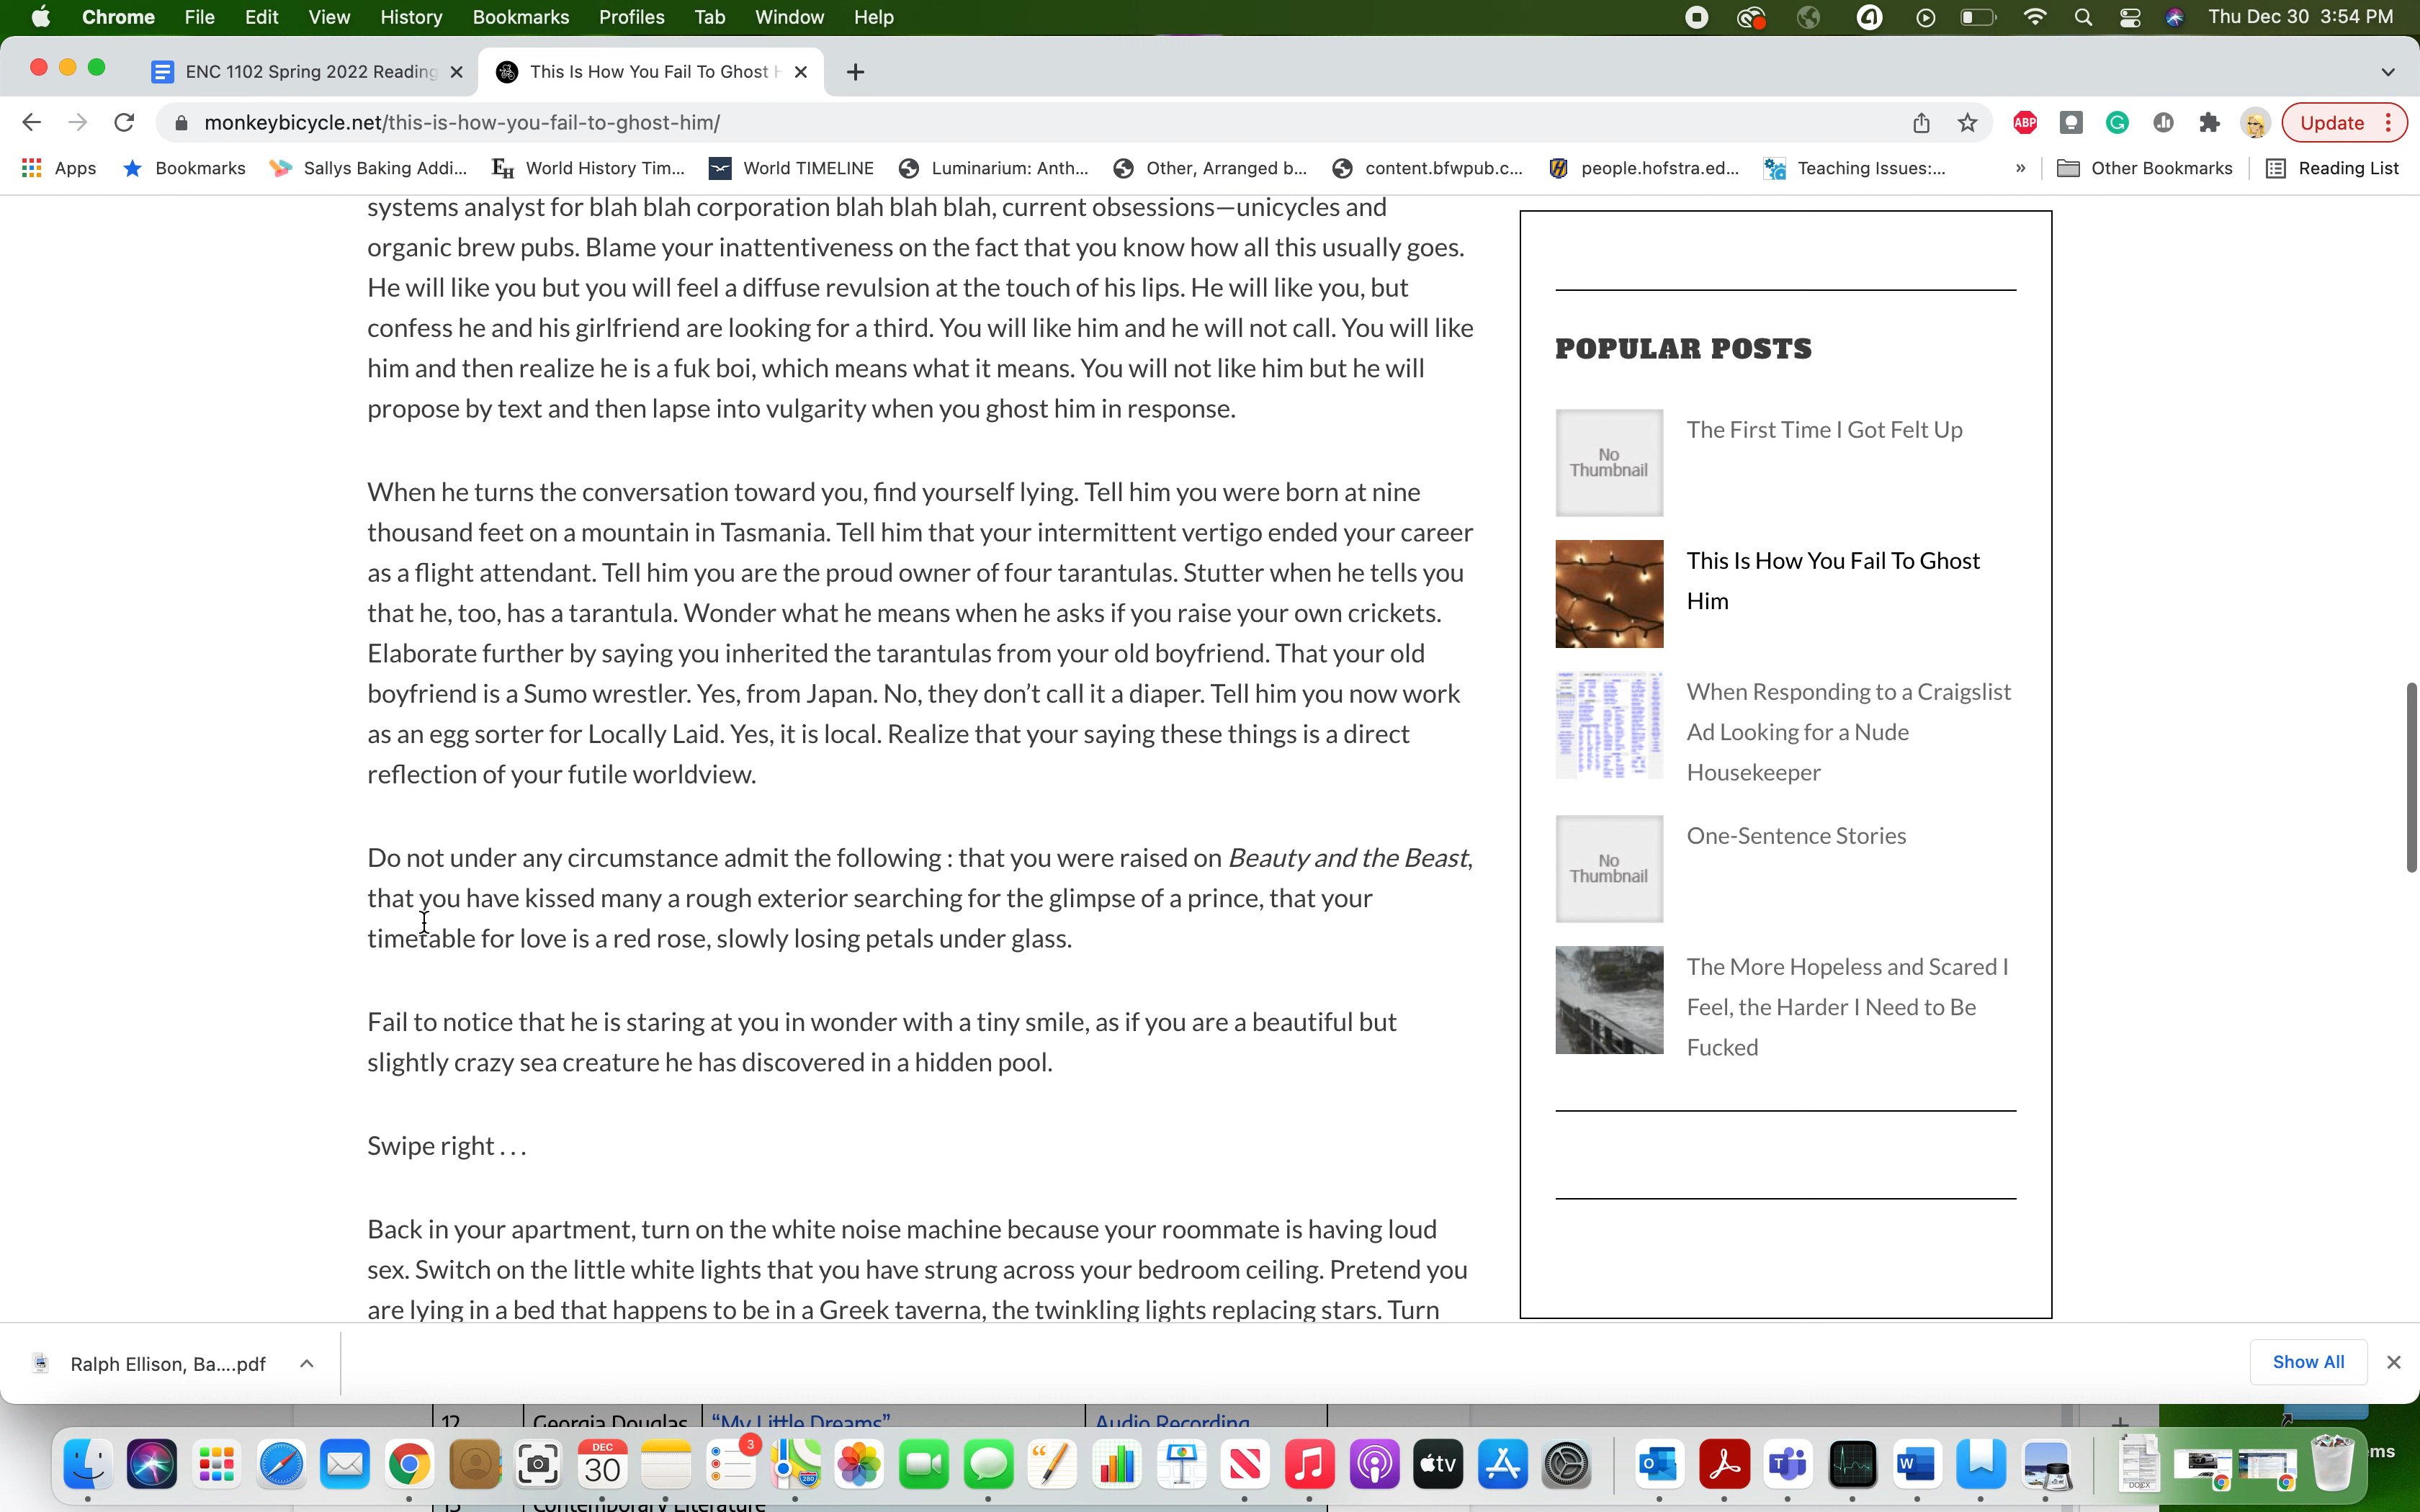 Chrome File Edit View History Bookmarks Profiles Tab Window Help Thu Dec 30 3:54 PM
ENC 1102 Spring 2022 Reading This Is How You Fail To Ghost H
monkeybicycle.net/this-is-how-you-fail-to-ghost-him/ ABP Update
Apps Bookmarks Sallys Baking Addi... EH World History Tim... World TIMELINE Luminarium: Anth... Other, Arranged b... content.bfwpub.c... people.hofstra.ed... Teaching Issues:... » Other Bookmarks Reading List
systems analyst for blah blah corporation blah blah blah, current obsessions—unicycles and
organic brew pubs. Blame your inattentiveness on the fact that you know how all this usually goes.
He will like you but you will feel a diffuse revulsion at the touch of his lips. He will like you, but
confess he and his girlfriend are looking for a third. You will like him and he will not call. You will like
him and then realize he is a fuk boi, which means what it means. You will not like him but he will
propose by text and then lapse into vulgarity when you ghost him in response.
When he turns the conversation toward you, find yourself lying. Tell him you were born at nine
thousand feet on a mountain in Tasmania. Tell him that your intermittent vertigo ended your career
as a flight attendant. Tell him you are the proud owner of four tarantulas. Stutter when he tells you
that he, too, has a tarantula. Wonder what he means when he asks if you raise your own crickets.
Elaborate further by saying you inherited the tarantulas from your old boyfriend. That your old
boyfriend is a Sumo wrestler. Yes, from Japan. No, they don’t call it a diaper. Tell him you now work
as an egg sorter for Locally Laid. Yes, it is local. Realize that your saying these things is a direct
reflection of your futile worldview.
Do not under any circumstance admit the following : that you were raised on Beauty and the Beast,
that you have kissed many a rough exterior searching for the glimpse of a prince, that your
timetable for love is a red rose, slowly losing petals under glass.
Fail to notice that he is staring at you in wonder with a tiny smile, as if you are a beautiful but
slightly crazy sea creature he has discovered in a hidden pool.
Swipe right . . .
Back in your apartment, turn on the white noise machine because your roommate is having loud
sex. Switch on the little white lights that you have strung across your bedroom ceiling. Pretend you
are lying in a bed that happens to be in a Greek taverna, the twinkling lights replacing stars. Turn
POPULAR POSTS
No
Thumbnail
The First Time I Got Felt Up
This Is How You Fail To Ghost
Him
When Responding to a Craigslist
Ad Looking for a Nude
Housekeeper
No
Thumbnail
One-Sentence Stories
The More Hopeless and Scared I
Feel, the Harder I Need to Be
Fucked
Ralph Ellison, Ba....pdf Show All
12 Georgia Douglas “My Little Dreams” Audio Recording
DEC
30
3
280
tv
DOCX
ms
Contemporary Literature